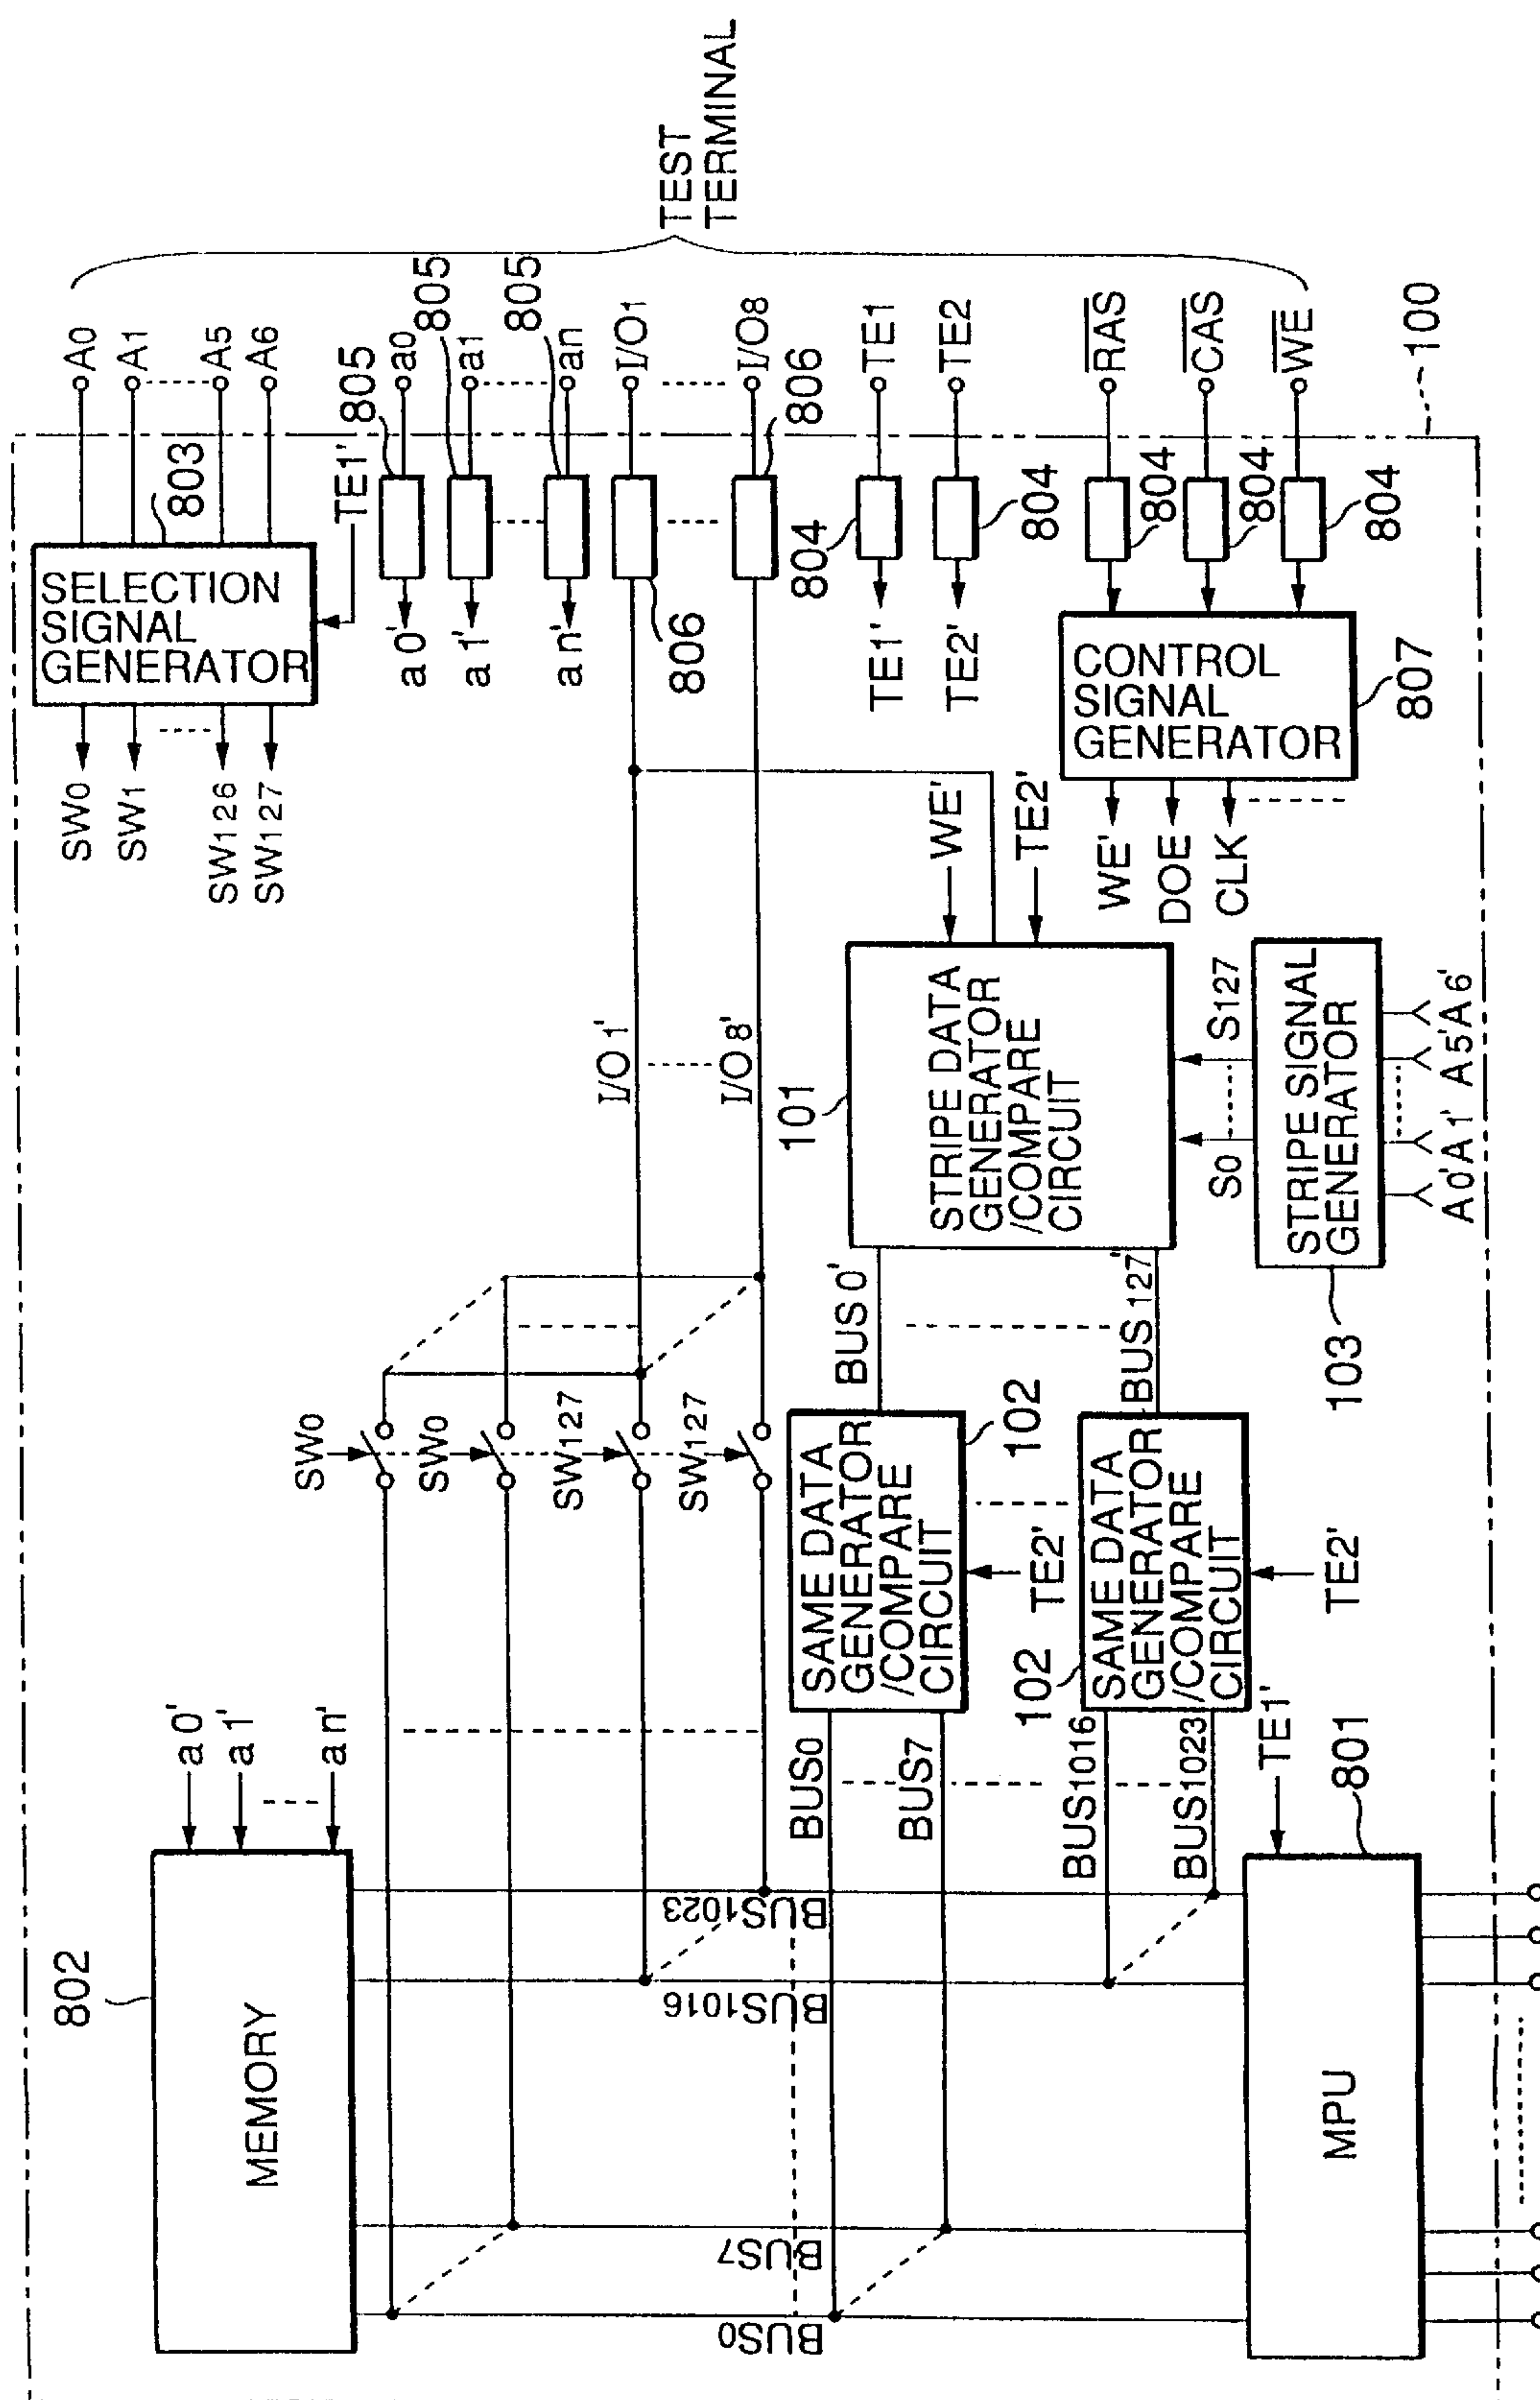 TEST
TERMINAL
A0
A1
A5
A6
803
SELECTION
SIGNAL
GENERATOR
TE1'
SW0
SW1
SW126
SW127
805
a0
805
a1
805
an
I/O1
I/O8
806
a0'
a1'
an'
806
TE1
TE2
804
804
TE1'
TE2'
RAS
CAS
WE
100
804
804
804
CONTROL
SIGNAL
GENERATOR
807
WE'
DOE
CLK
WE'
TE2'
I/O1'
I/O8'
101
STRIPE DATA
GENERATOR
/COMPARE
CIRCUIT
S0
S127
STRIPE SIGNAL
GENERATOR
A0'A1' A5'A6'
103
BUS0'
BUS127'
SW0
SW0
SW127
SW127
SAME DATA
GENERATOR
/COMPARE
CIRCUIT
102
TE2'
102
SAME DATA
GENERATOR
/COMPARE
CIRCUIT
TE2'
BUS0
BUS7
BUS1016
BUS1023
TE1'
a0'
a1'
an'
802
MEMORY
BUS1023
BUS1016
BUS7
BUS0
801
MPU